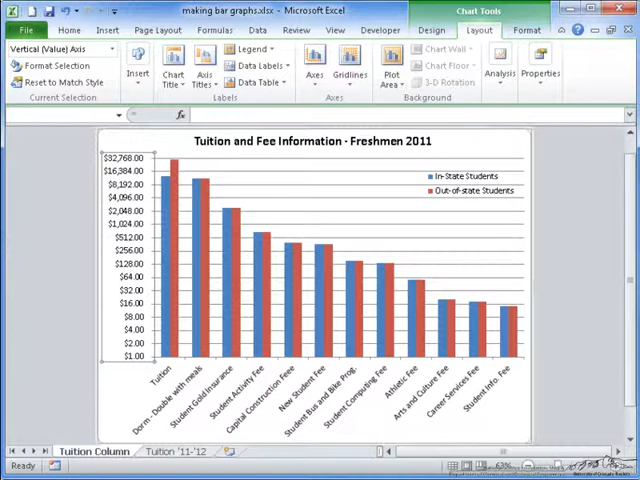 making bar graphs.xlsx - Microsoft Excel
Chart Tools
File Home Insert Page Layout Formulas Data Review View Developer Design Layout Format
Vertical (Value) Axis
Format Selection
Reset to Match Style
Current Selection
Insert
Chart Title
Axis Titles
Legend
Data Labels
Data Table
Labels
Axes
Gridlines
Axes
Plot Area
Chart Wall
Chart Floor
3-D Rotation
Background
Analysis
Properties
fx
Tuition and Fee Information - Freshmen 2011
$32,768.00
$16,384.00
$8,192.00
$4,096.00
$2,048.00
$1,024.00
$512.00
$256.00
$128.00
$64.00
$32.00
$16.00
$8.00
$4.00
$2.00
$1.00
In-State Students
Out-of-state Students
Tuition
Dorm - Double with meals
Student Gold Insurance
Student Activity Fee
Capital Construction Feee
New Student Fee
Student Bus and Bike Prog.
Student Computing Fee
Athletic Fee
Arts and Culture Fee
Career Services Fee
Student Info. Fee
Tuition Column
Tuition '11-'12
Ready
63%